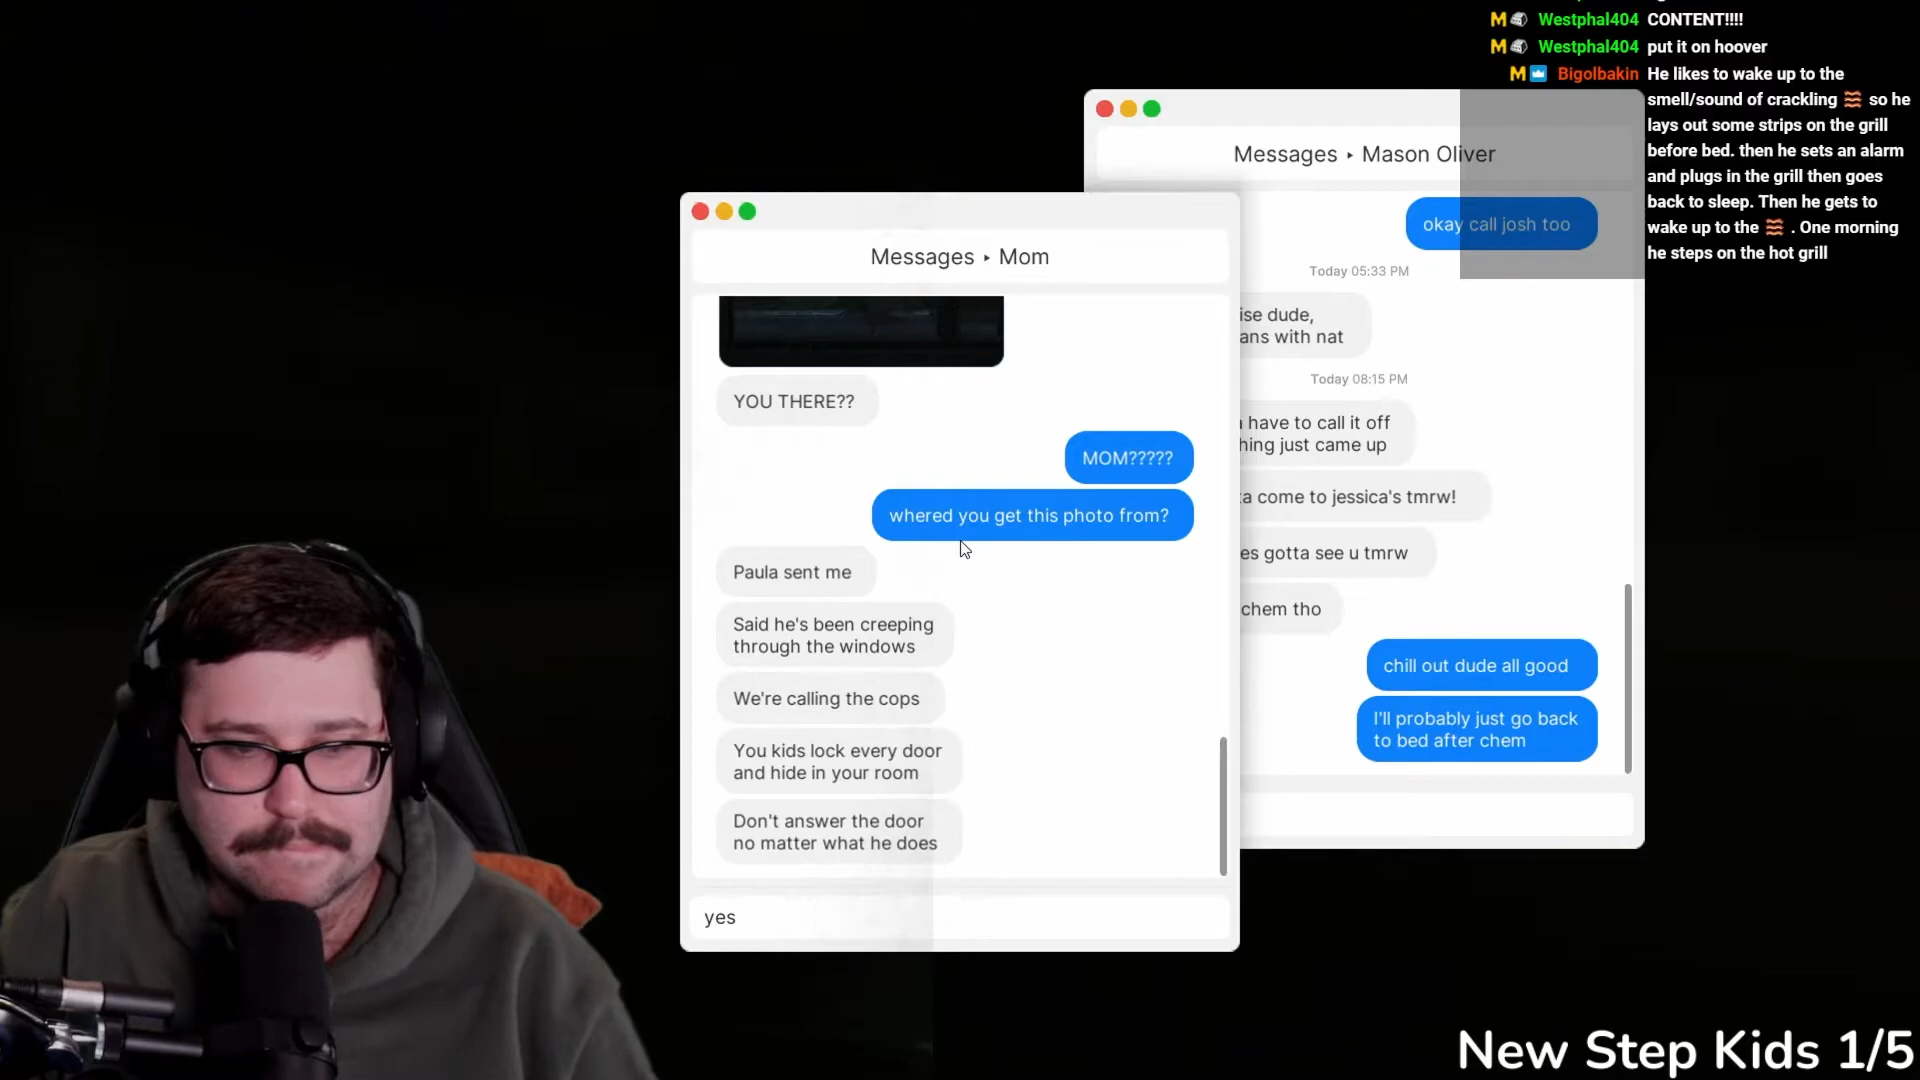 Westphal404 CONTENT!!!!
Westphal404 put it on hoover
Bigolbakin He likes to wake up to the
smell/sound of crackling so he
lays out some strips on the grill
before bed. then he sets an alarm
and plugs in the grill then goes
back to sleep. Then he gets to
wake up to the . One morning
he steps on the hot grill
Messages ‣ Mason Oliver
okay call josh too
Today 05:33 PM
ise dude,
ans with nat
Today 08:15 PM
have to call it off
hing just came up
ta come to jessica's tmrw!
es gotta see u tmrw
chem tho
chill out dude all good
I'll probably just go back
to bed after chem
Messages ‣ Mom
YOU THERE??
MOM?????
whered you get this photo from?
Paula sent me
Said he's been creeping
through the windows
We're calling the cops
You kids lock every door
and hide in your room
Don't answer the door
no matter what he does
yes
New Step Kids 1/5